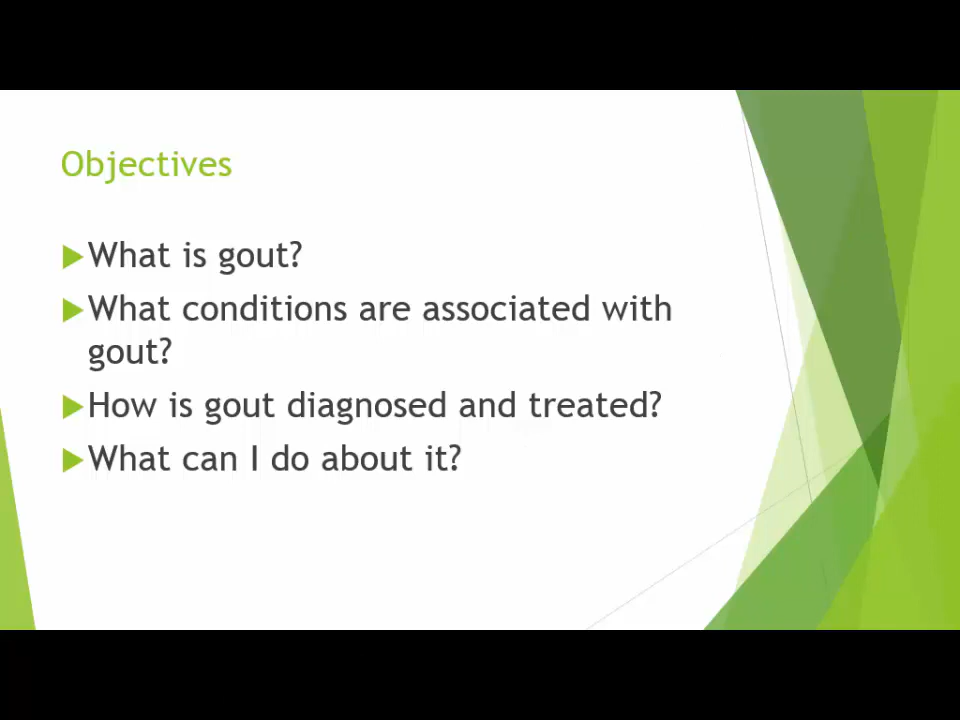 Objectives
What is gout?
What conditions are associated with
gout?
How is gout diagnosed and treated?
What can I do about it?